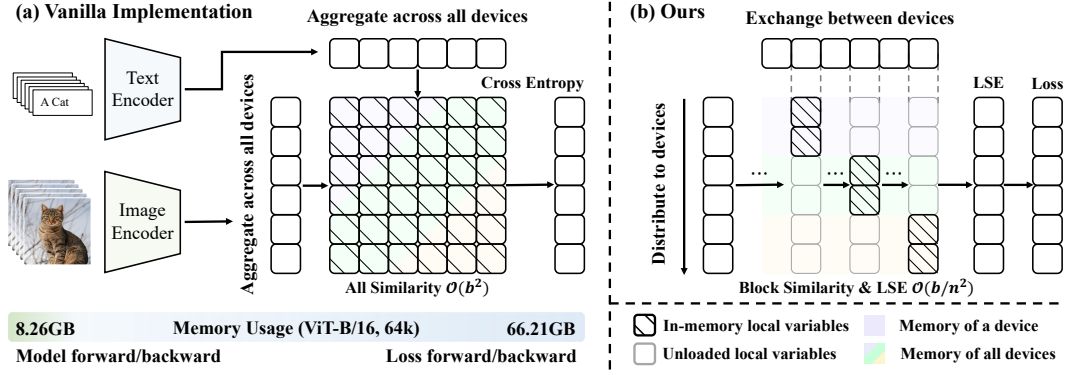 (a) Vanilla Implementation
Aggregate across all devices
Text
Encoder
A Cat
Image
Encoder
Aggregate across all devices
Cross Entropy
All Similarity 𝒪(b²)
8.26GB Memory Usage (ViT-B/16, 64k) 66.21GB
Model forward/backward Loss forward/backward
(b) Ours
Exchange between devices
LSE Loss
Distribute to devices
... ... ...
Block Similarity & LSE 𝒪(b/n²)
In-memory local variables Memory of a device
Unloaded local variables Memory of all devices